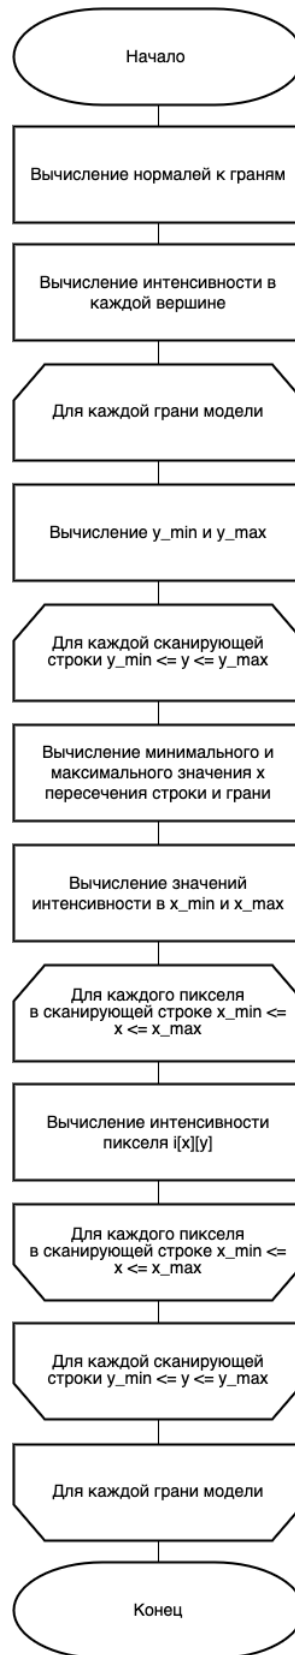 Начало
Вычисление нормалей к граням
Вычисление интенсивности в
каждой вершине
Для каждой грани модели
Вычисление y_min и y_max
Для каждой сканирующей
строки y_min <= y <= y_max
Вычисление минимального и
максимального значения x
пересечения строки и грани
Вычисление значений
интенсивности в x_min и x_max
Для каждого пикселя
в сканирующей строке x_min <=
x <= x_max
Вычисление интенсивности
пикселя i[x][y]
Для каждого пикселя
в сканирующей строке x_min <=
x <= x_max
Для каждой сканирующей
строки y_min <= y <= y_max
Для каждой грани модели
Конец